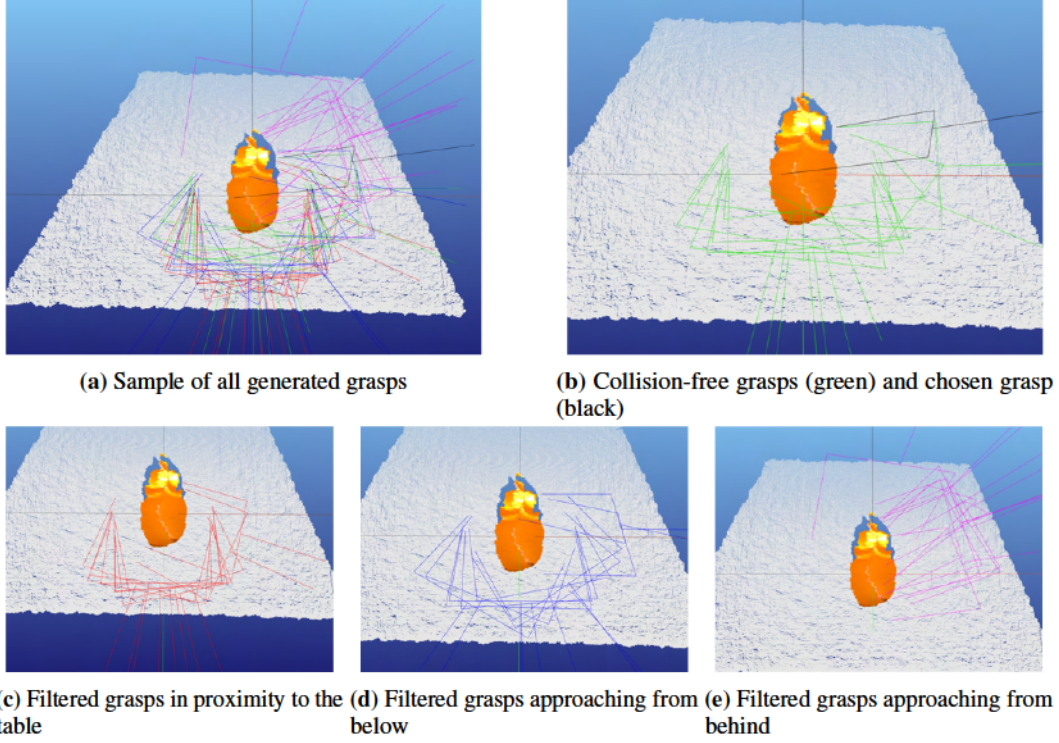 (a) Sample of all generated grasps
(b) Collision-free grasps (green) and chosen grasp
(black)
(c) Filtered grasps in proximity to the
table
(d) Filtered grasps approaching from
below
(e) Filtered grasps approaching from
behind